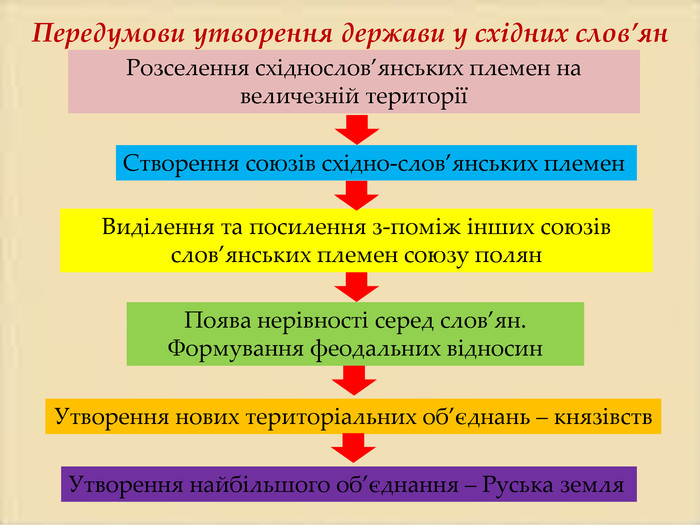 Передумови утворення держави у східних слов’ян
Розселення східнослов’янських племен на
величезній території
Створення союзів східно-слов’янських племен
Виділення та посилення з-поміж інших союзів
слов’янських племен союзу полян
Поява нерівності серед слов’ян.
Формування феодальних відносин
Утворення нових територіальних об’єднань – князівств
Утворення найбільшого об’єднання – Руська земля